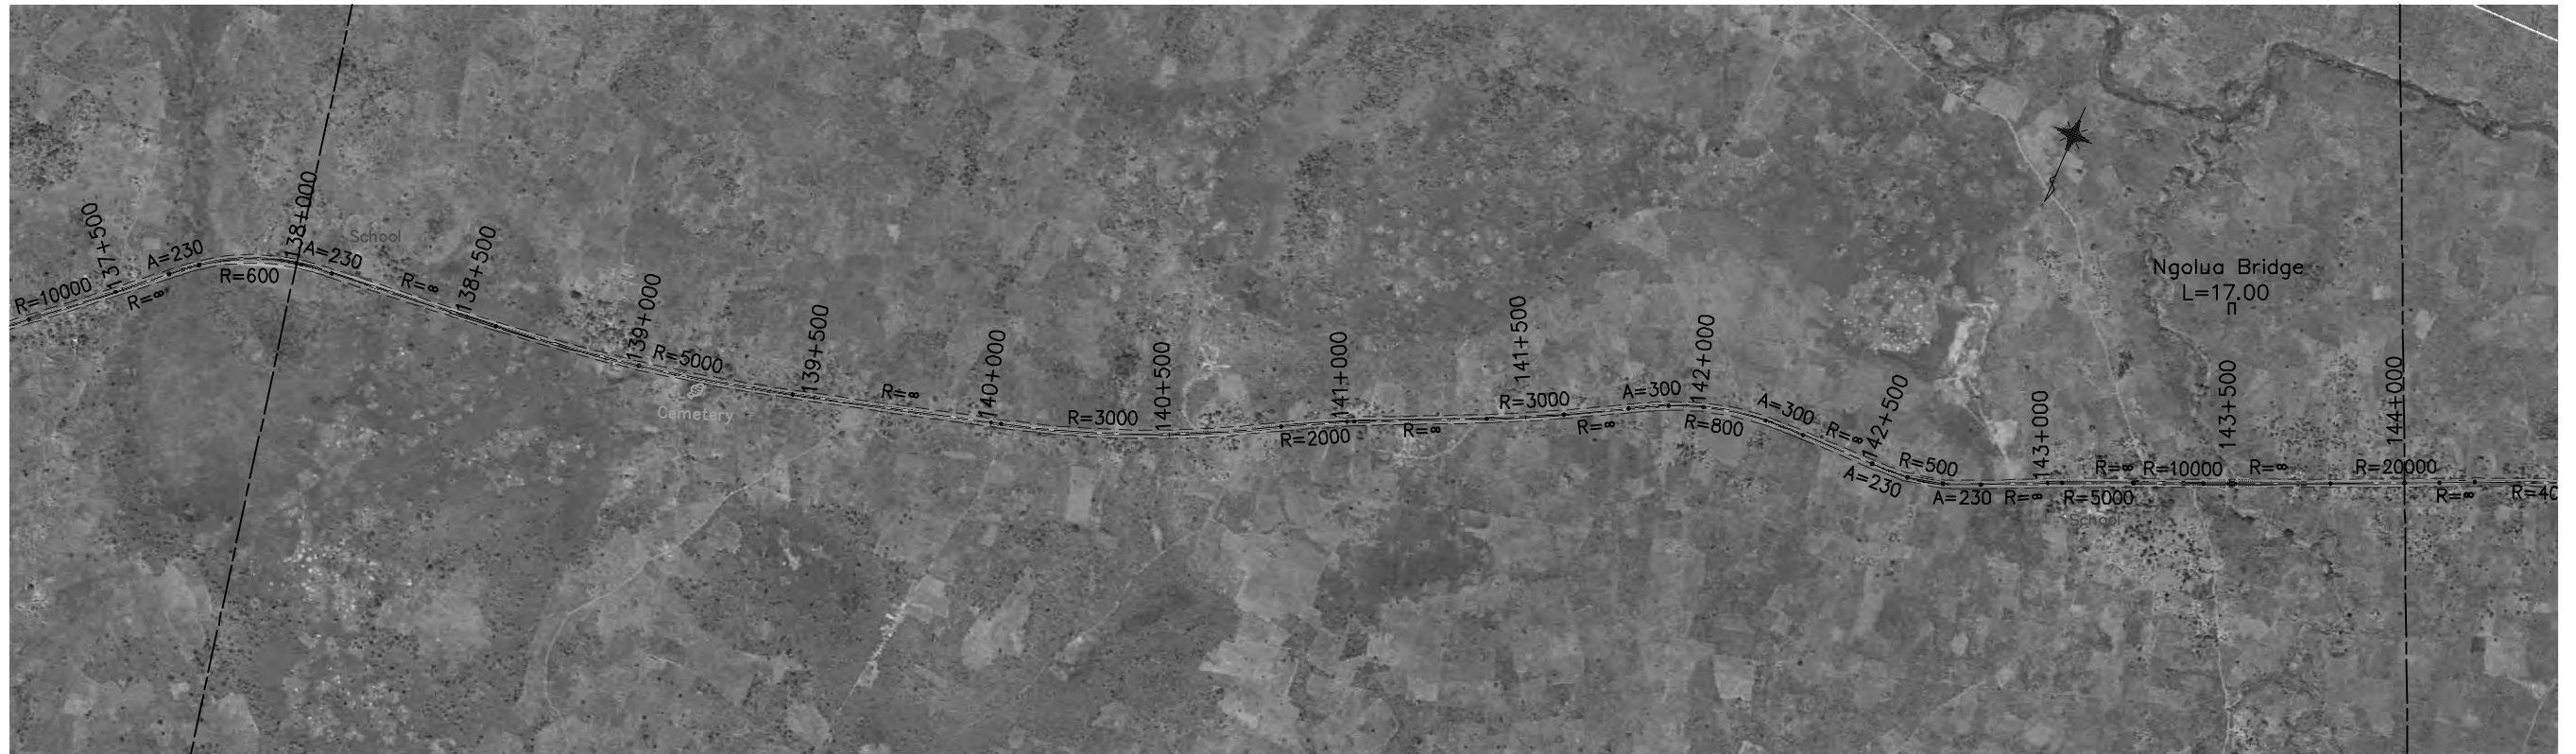 R=10000
137+500
R=∞
A=230
R=600
138+000
A=230
School
R=∞
138+500
139+000
R=5000
Cemetery
139+500
R=∞
140+000
R=3000
140+500
R=2000
141+000
R=∞
141+500
R=3000
R=∞
A=300
142+000
R=800
A=300
R=∞
142+500
A=230
R=500
A=230
R=∞
143+000
R=5000
School
R=∞
R=10000
Ngolua Bridge
L=17.00
143+500
R=∞
R=20000
144+000
R=∞
R=40